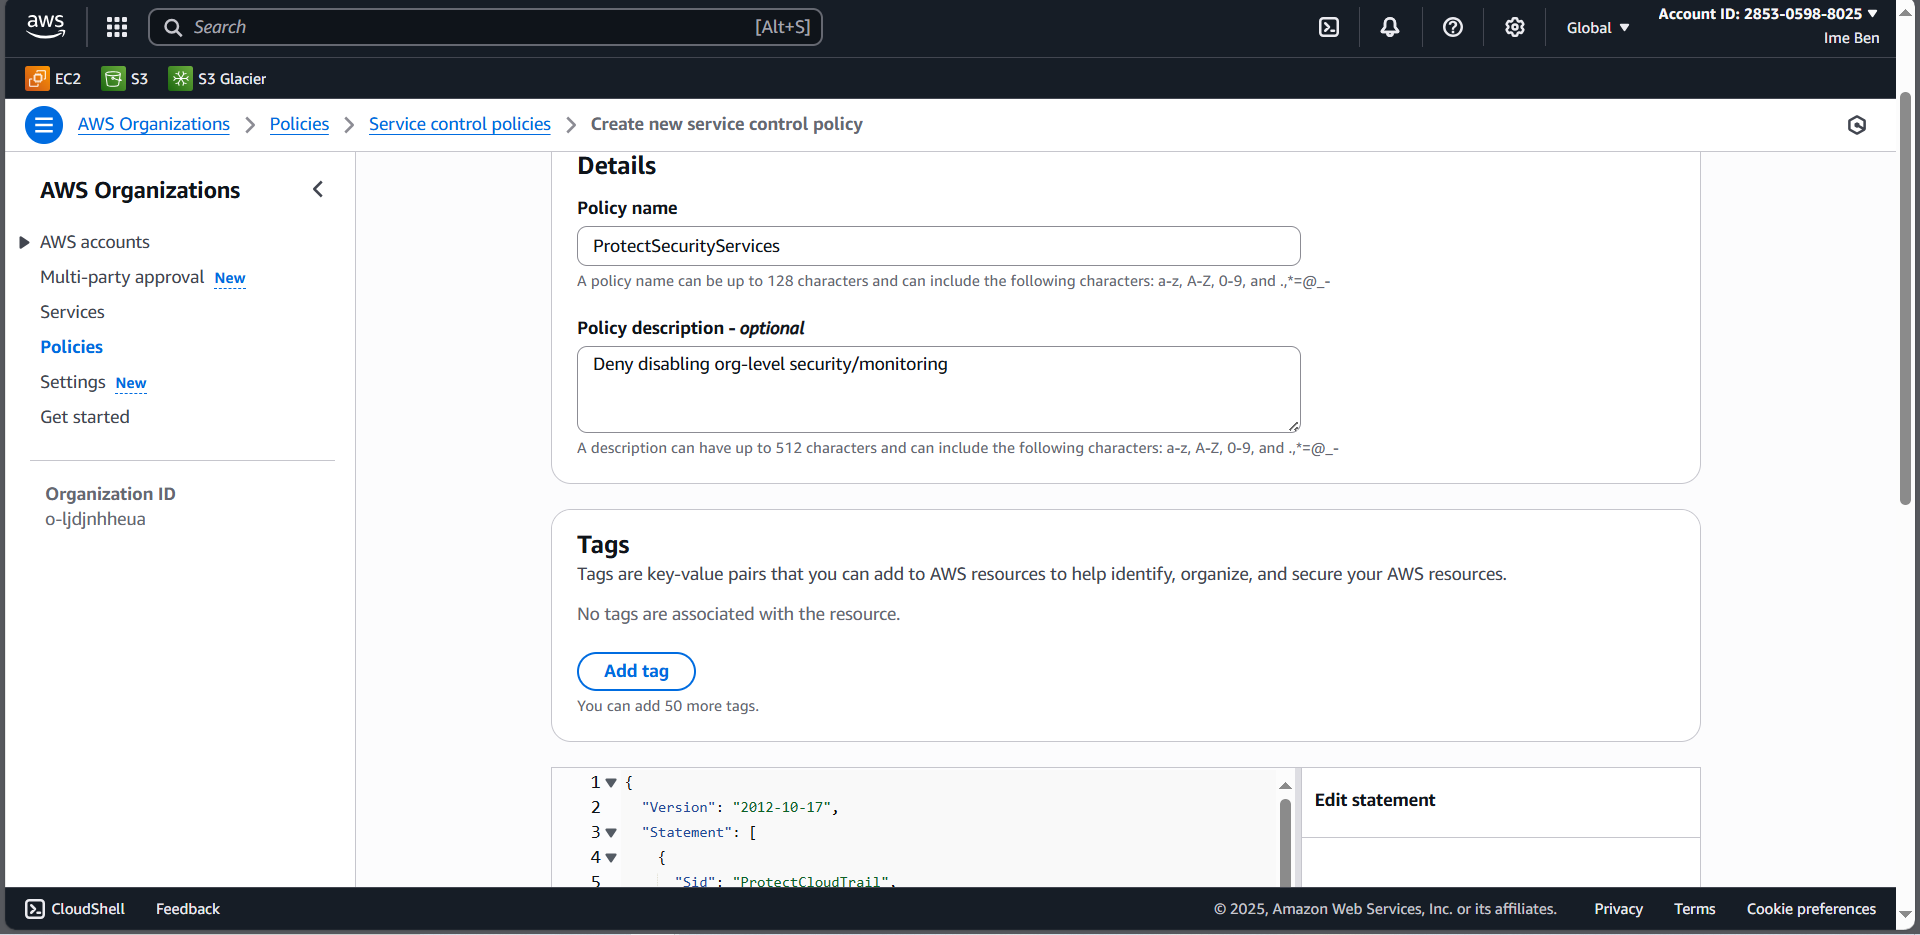 aws
Search [Alt+S]
Global
Account ID: 2853-0598-8025
Ime Ben
EC2 S3 S3 Glacier
AWS Organizations Policies Service control policies Create new service control policy
AWS Organizations
AWS accounts
Multi-party approval New
Services
Policies
Settings New
Get started
Organization ID
o-ljdjnhheua
Details
Policy name
ProtectSecurityServices
A policy name can be up to 128 characters and can include the following characters: a-z, A-Z, 0-9, and .,*=@_-
Policy description - optional
Deny disabling org-level security/monitoring
A description can have up to 512 characters and can include the following characters: a-z, A-Z, 0-9, and .,*=@_-
Tags
Tags are key-value pairs that you can add to AWS resources to help identify, organize, and secure your AWS resources.
No tags are associated with the resource.
Add tag
You can add 50 more tags.
1 {
2 "Version": "2012-10-17",
3 "Statement": [
4 {
5 "Sid": "ProtectCloudTrail",
Edit statement
CloudShell Feedback
© 2025, Amazon Web Services, Inc. or its affiliates. Privacy Terms Cookie preferences